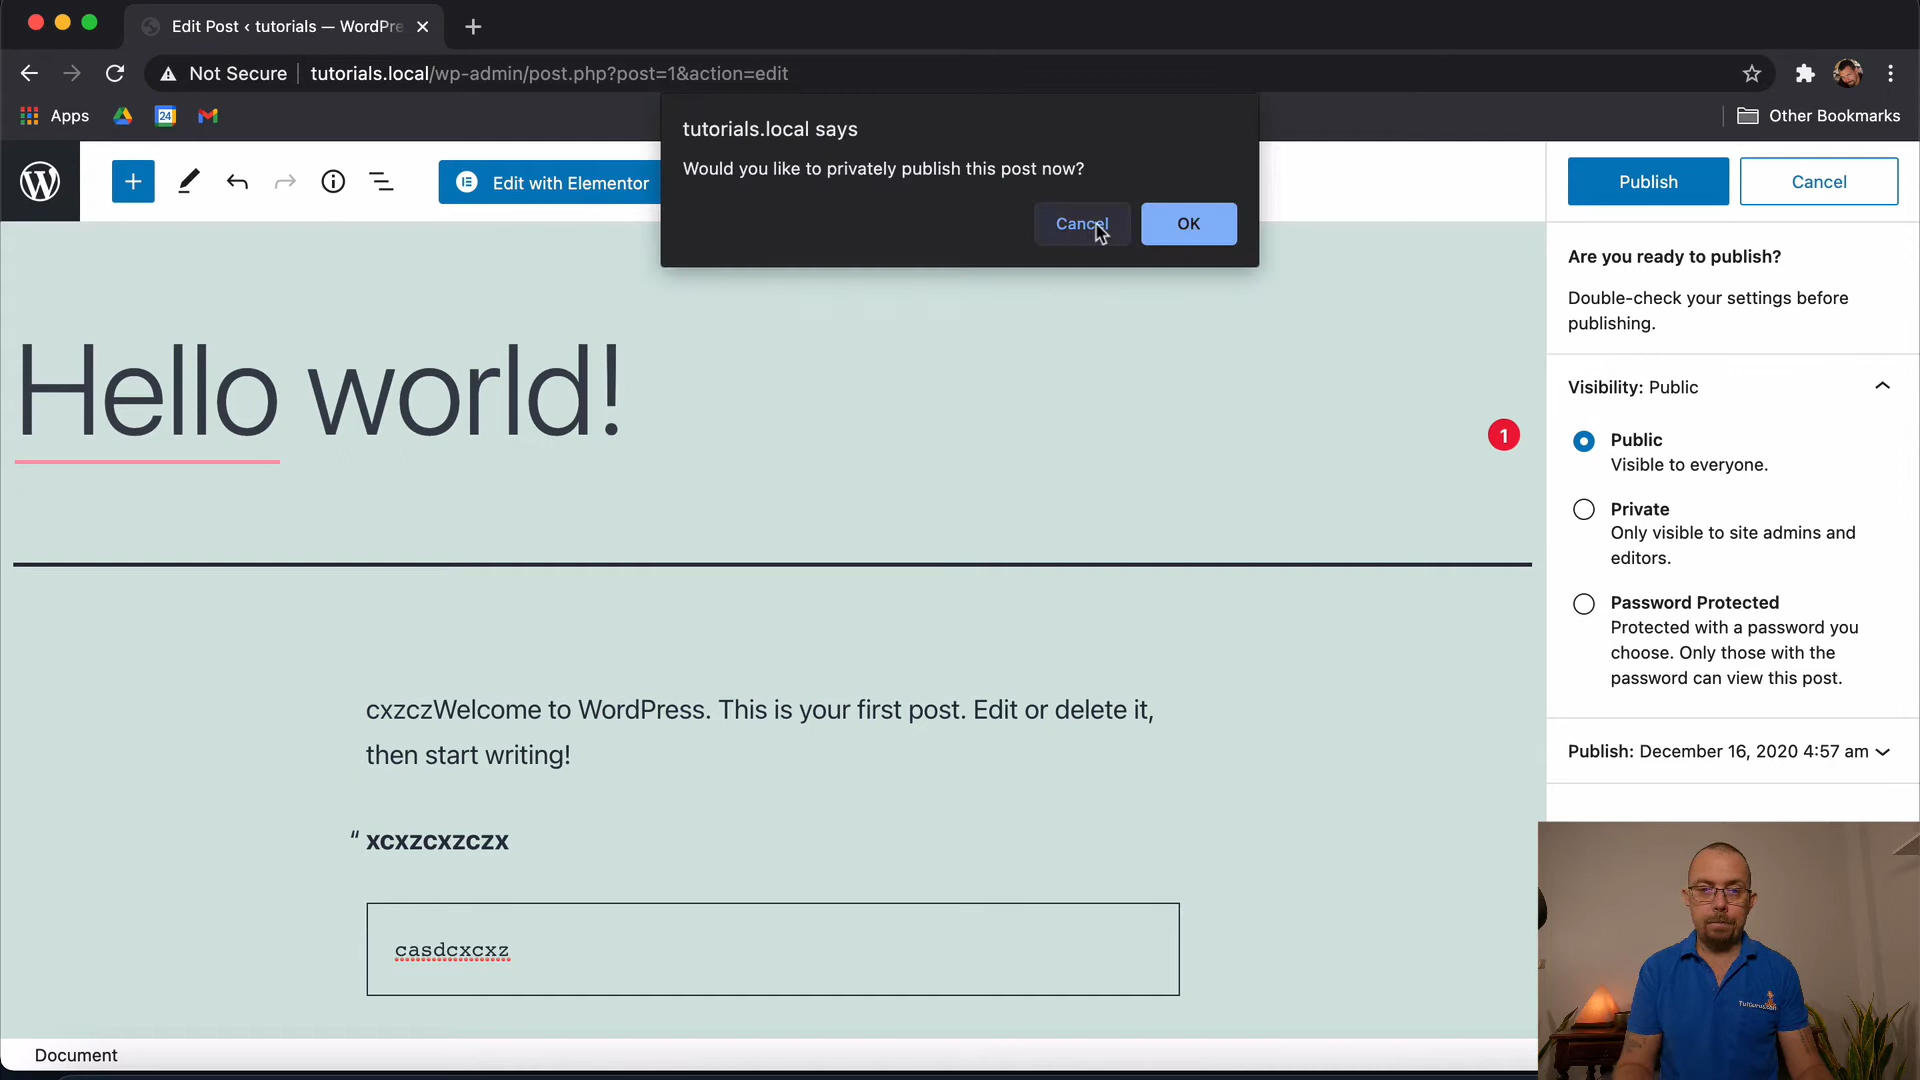 Edit Post ‹ tutorials — WordPre
Not Secure
tutorials.local/wp-admin/post.php?post=1&action=edit
Apps
24
Other Bookmarks
tutorials.local says
Would you like to privately publish this post now?
Cancel
OK
Edit with Elementor
Publish
Cancel
Are you ready to publish?
Double-check your settings before
publishing.
Visibility: Public
Public
Visible to everyone.
Private
Only visible to site admins and
editors.
Password Protected
Protected with a password you
choose. Only those with the
password can view this post.
Publish: December 16, 2020 4:57 am
Hello world!
1
cxzczWelcome to WordPress. This is your first post. Edit or delete it,
then start writing!
“ xcxzcxzczx
casdcxcxz
Document